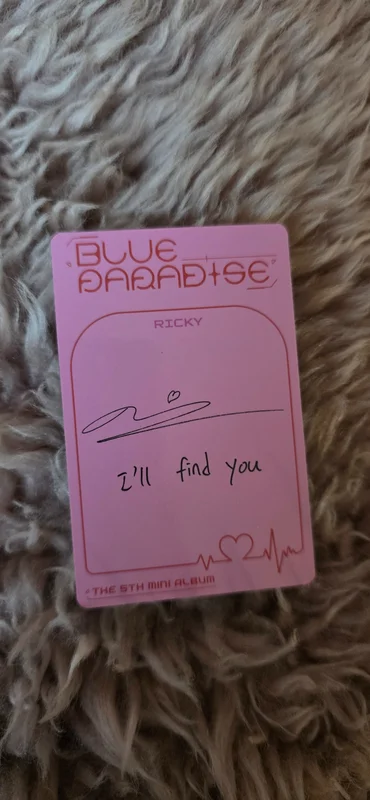 BLUE
PARADISE
RICKY
I'll find you
THE 5TH MINI ALBUM